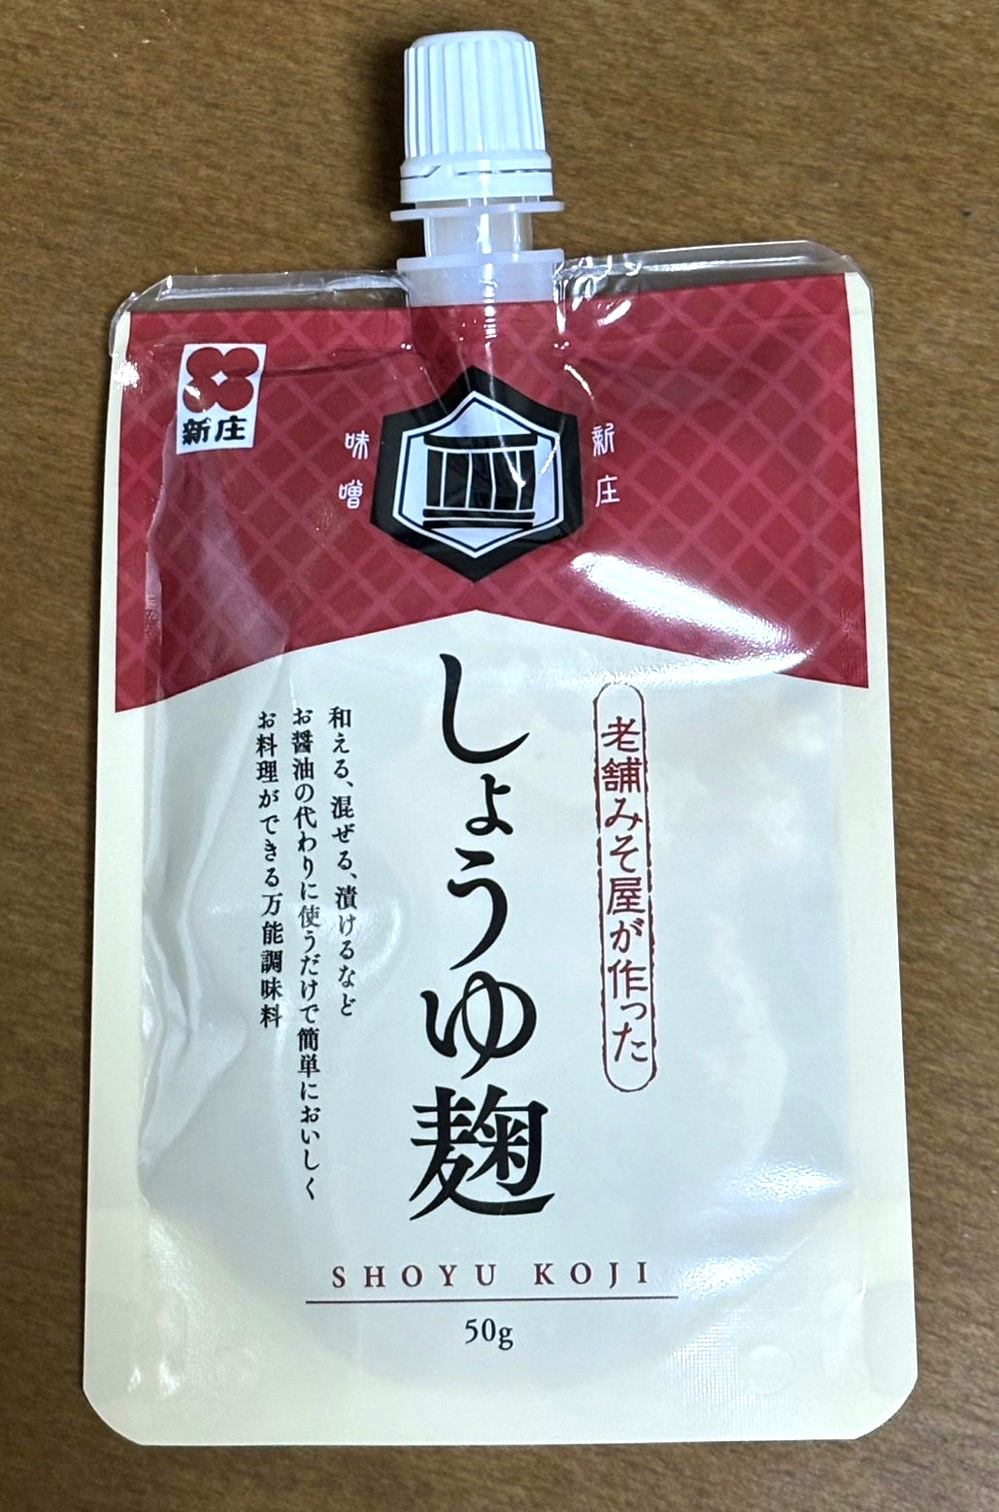 新庄
新庄
味噌
老舗みそ屋が作った
しょうゆ麹
和える、混ぜる、漬けるなど
お醤油の代わりに使うだけで簡単においしく
お料理ができる万能調味料
SHOYU KOJI
50g